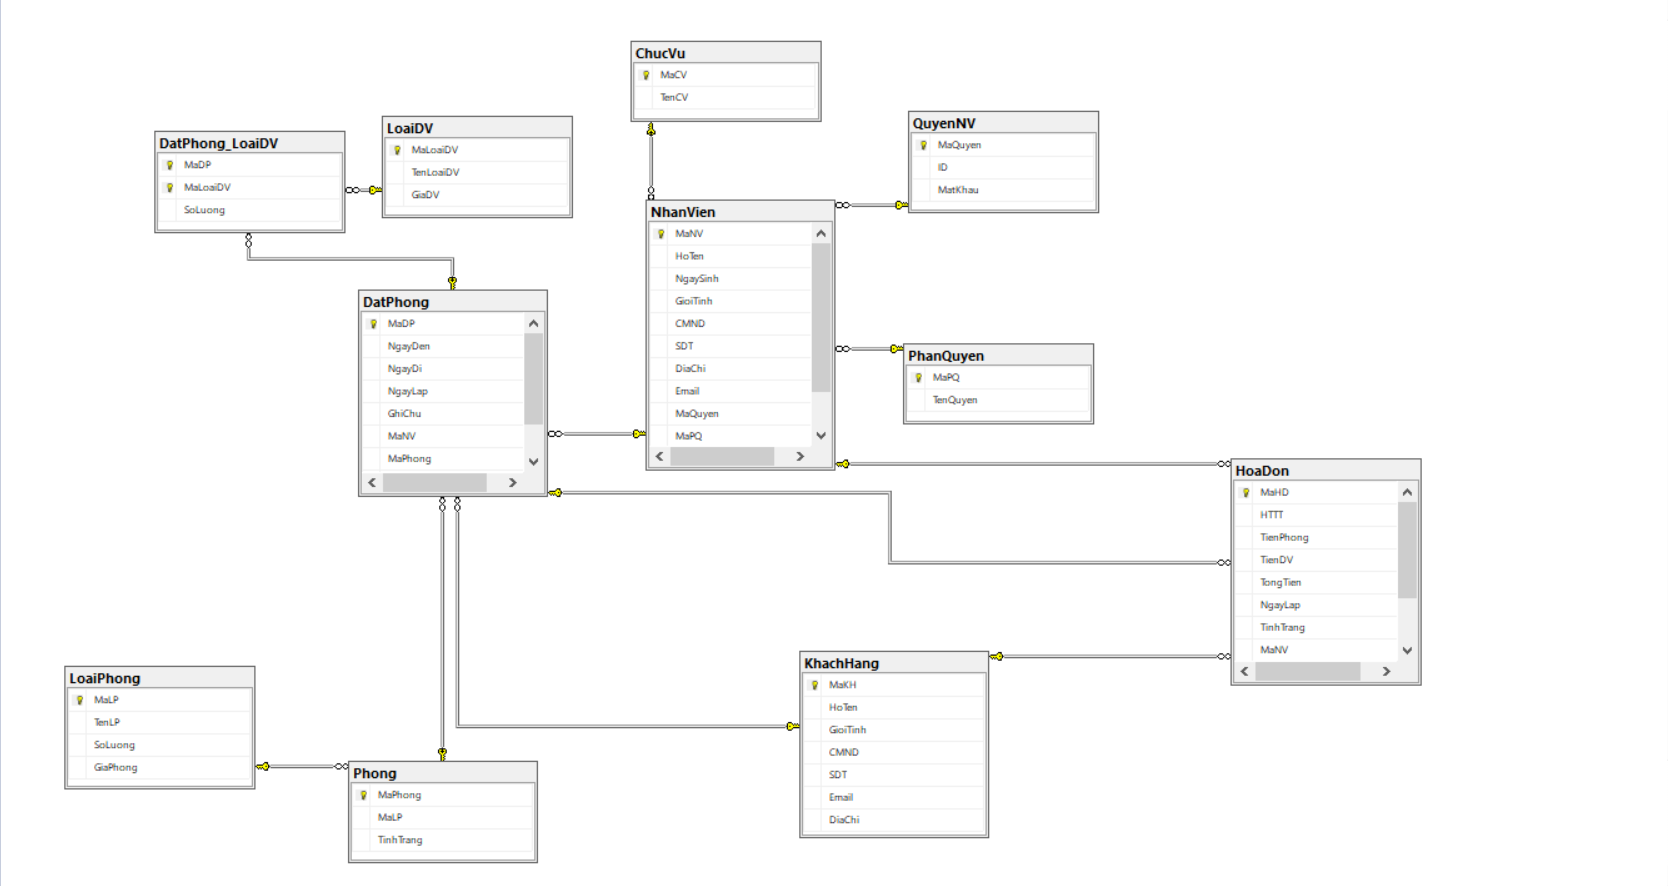 ChucVu
MaCV
TenCV
QuyenNV
MaQuyen
ID
MatKhau
LoaiDV
MaLoaiDV
TenLoaiDV
GiaDV
DatPhong_LoaiDV
MaDP
MaLoaiDV
SoLuong
NhanVien
MaNV
HoTen
NgaySinh
GioiTinh
CMND
SDT
DiaChi
Email
MaQuyen
MaPQ
DatPhong
MaDP
NgayDen
NgayDi
NgayLap
GhiChu
MaNV
MaPhong
PhanQuyen
MaPQ
TenQuyen
HoaDon
MaHD
HTTT
TienPhong
TienDV
TongTien
NgayLap
TinhTrang
MaNV
KhachHang
MaKH
HoTen
GioiTinh
CMND
SDT
Email
DiaChi
LoaiPhong
MaLP
TenLP
SoLuong
GiaPhong
Phong
MaPhong
MaLP
TinhTrang